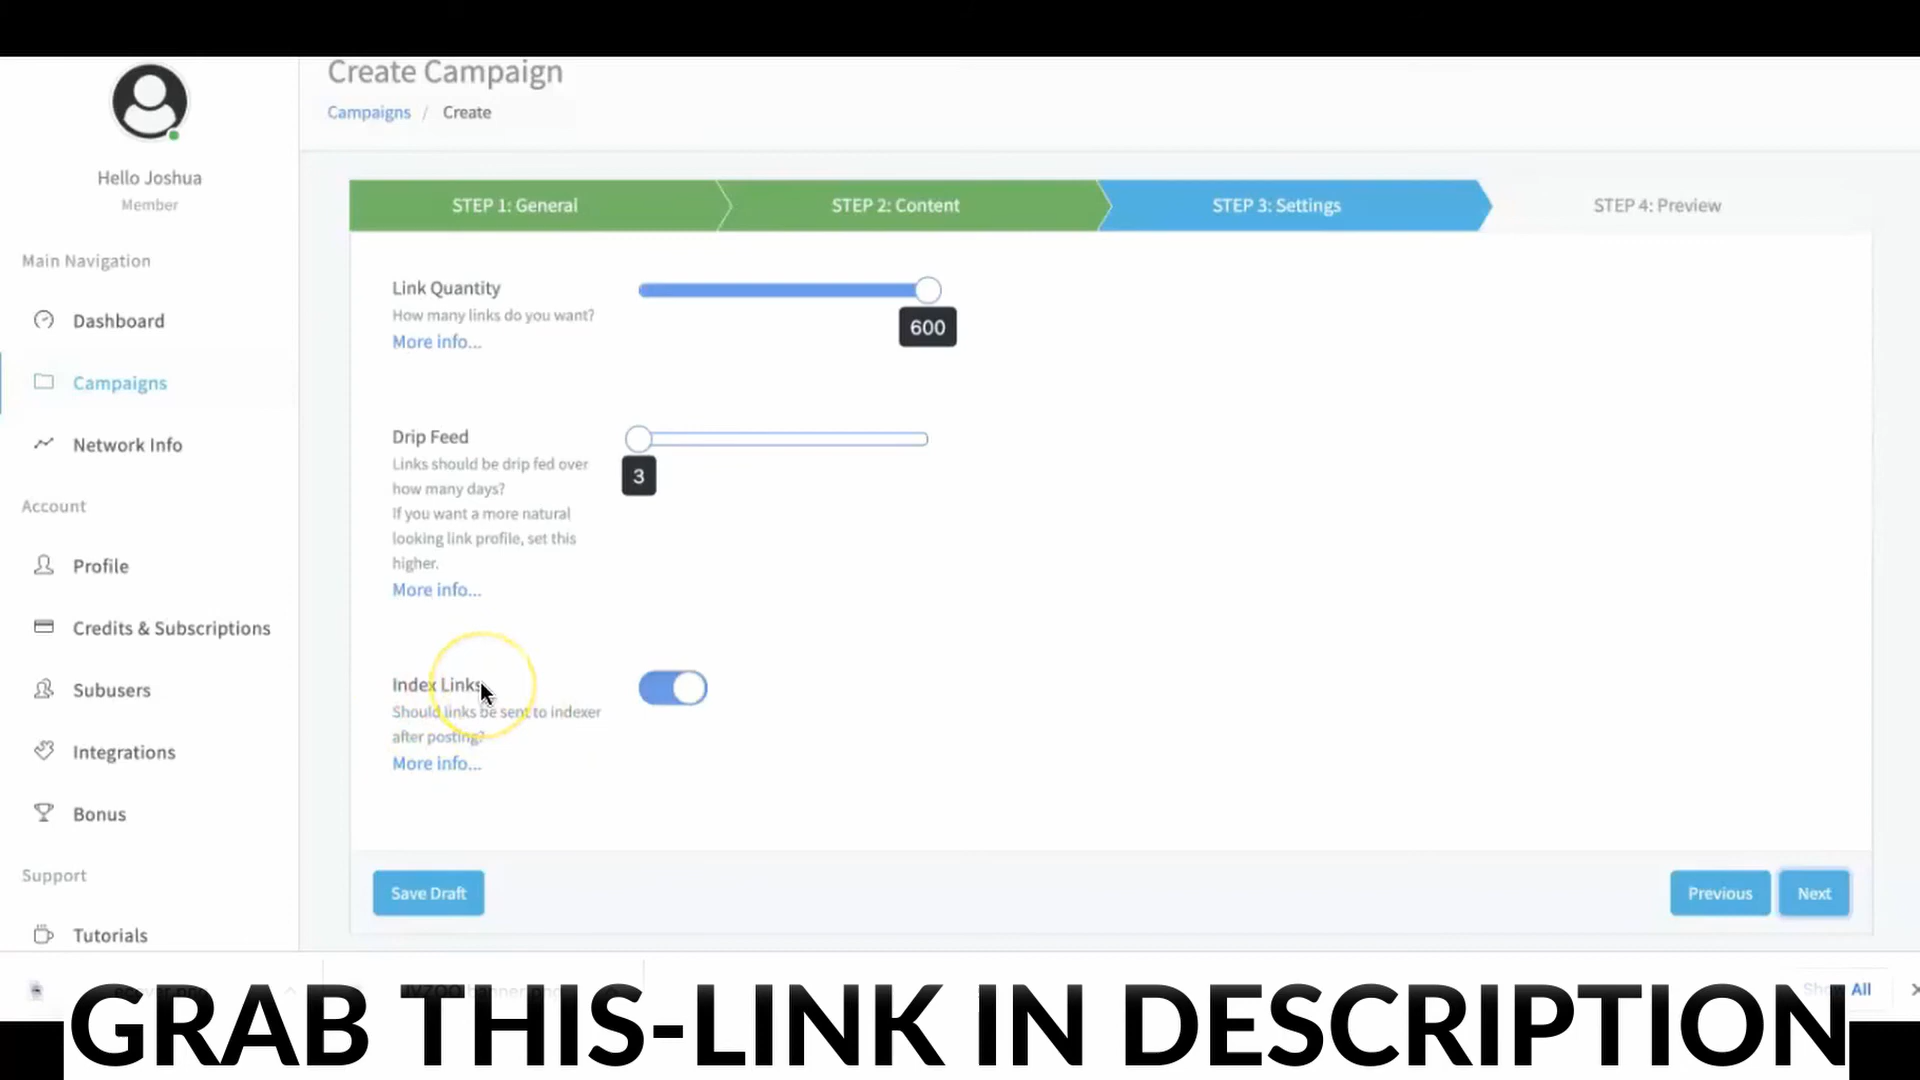 Create Campaign
Campaigns / Create
Hello Joshua
Member
Main Navigation
Dashboard
Campaigns
Network Info
Account
Profile
Credits & Subscriptions
Subusers
Integrations
Bonus
Support
Tutorials
STEP 1: General
STEP 2: Content
STEP 3: Settings
STEP 4: Preview
Link Quantity
How many links do you want?
More info...
600
Drip Feed
Links should be drip fed over
how many days?
If you want a more natural
looking link profile, set this
higher.
More info...
3
Index Links
Should links be sent to indexer
after posting?
More info...
Save Draft
Previous
Next
Show All
GRAB THIS-LINK IN DESCRIPTION